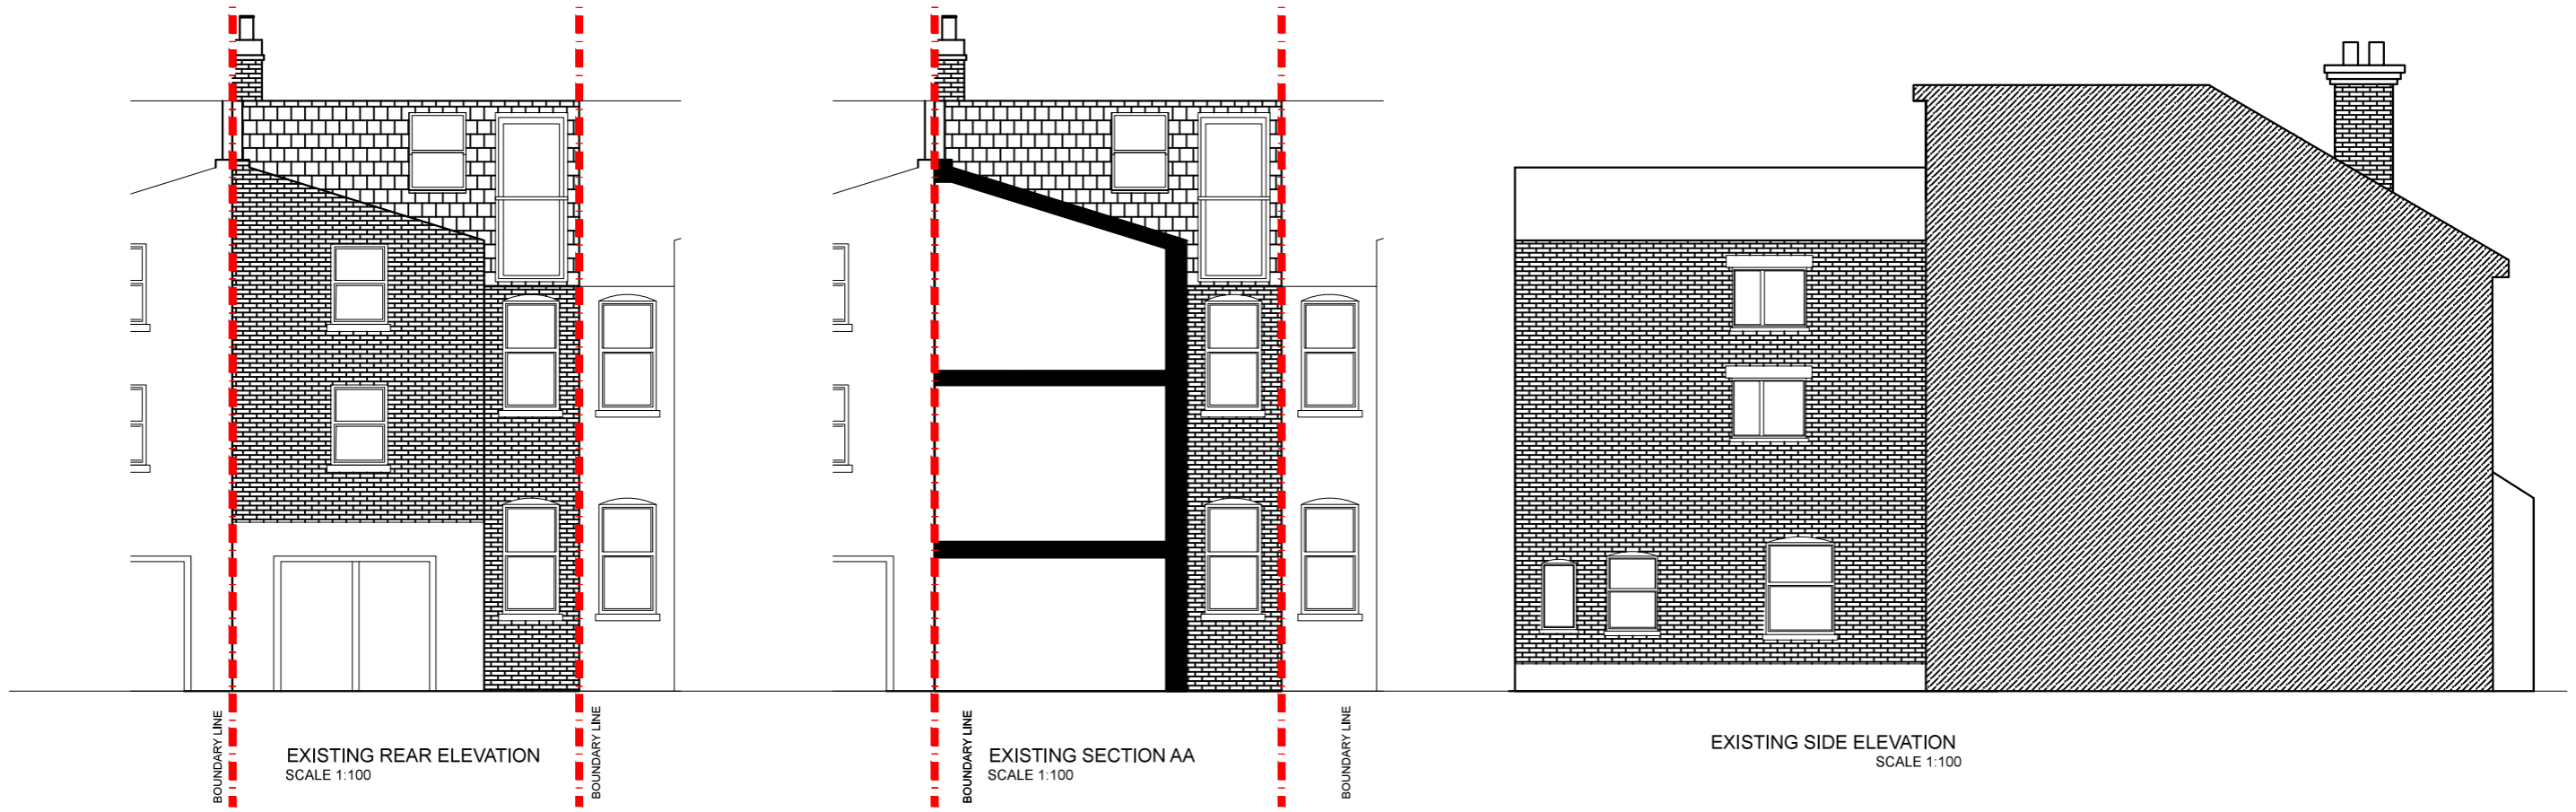 BOUNDARY LINE
EXISTING REAR ELEVATION
SCALE 1:100
BOUNDARY LINE
BOUNDARY LINE
EXISTING SECTION AA
SCALE 1:100
BOUNDARY LINE
EXISTING SIDE ELEVATION
SCALE 1:100